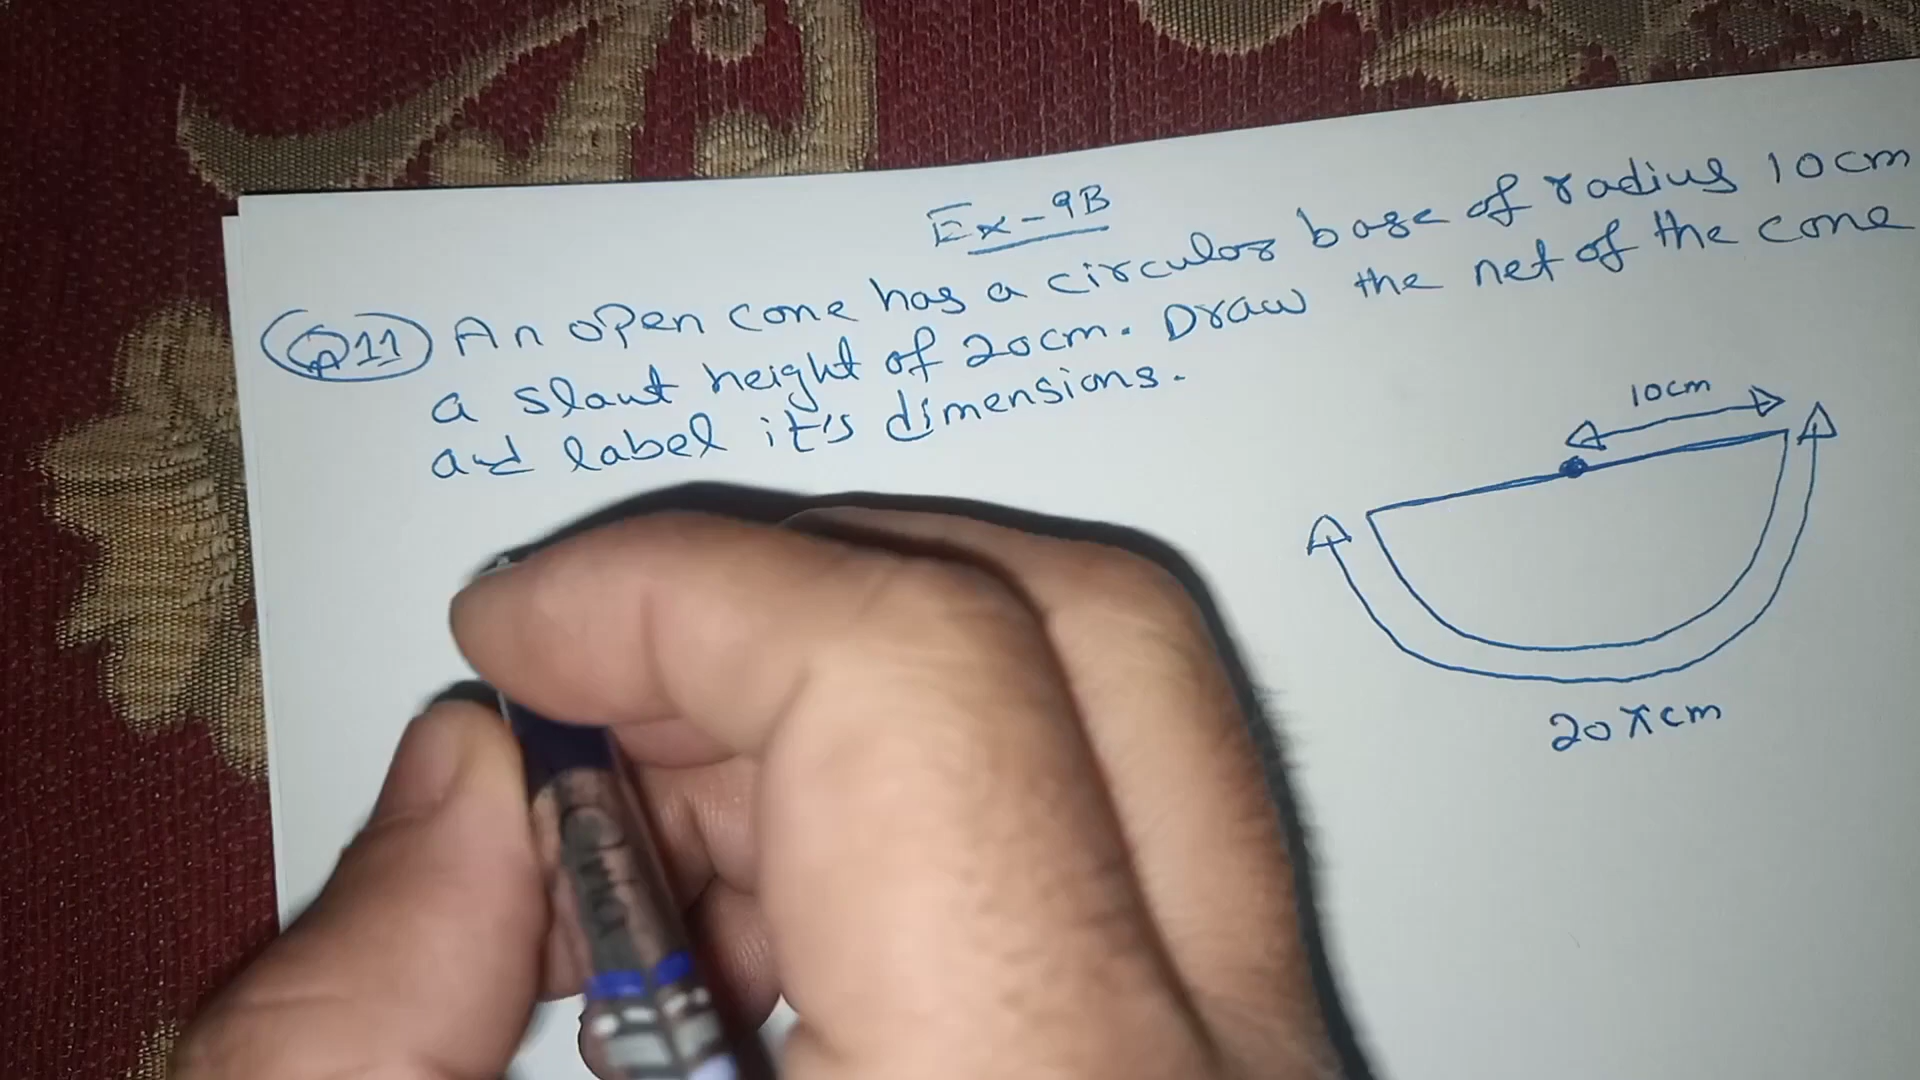 Ex-9B
Q11 An open cone has a circular base of radius 10cm
a slant height of 20cm. Draw the net of the cone
and label it's dimensions.
10cm
20πcm